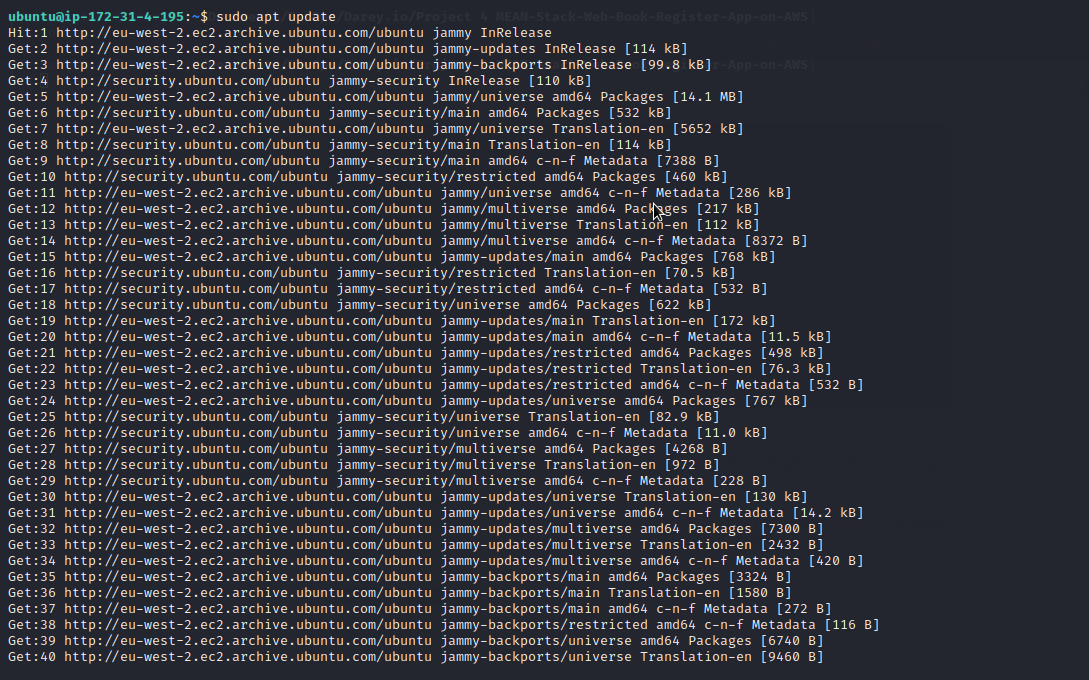 ubuntu@ip-172-31-4-195:~$ sudo apt update
Hit:1 http://eu-west-2.ec2.archive.ubuntu.com/ubuntu jammy InRelease
Get:2 http://eu-west-2.ec2.archive.ubuntu.com/ubuntu jammy-updates InRelease [114 kB]
Get:3 http://eu-west-2.ec2.archive.ubuntu.com/ubuntu jammy-backports InRelease [99.8 kB]
Get:4 http://security.ubuntu.com/ubuntu jammy-security InRelease [110 kB]
Get:5 http://eu-west-2.ec2.archive.ubuntu.com/ubuntu jammy/universe amd64 Packages [14.1 MB]
Get:6 http://security.ubuntu.com/ubuntu jammy-security/main amd64 Packages [532 kB]
Get:7 http://eu-west-2.ec2.archive.ubuntu.com/ubuntu jammy/universe Translation-en [5652 kB]
Get:8 http://security.ubuntu.com/ubuntu jammy-security/main Translation-en [114 kB]
Get:9 http://security.ubuntu.com/ubuntu jammy-security/main amd64 c-n-f Metadata [7388 B]
Get:10 http://security.ubuntu.com/ubuntu jammy-security/restricted amd64 Packages [460 kB]
Get:11 http://eu-west-2.ec2.archive.ubuntu.com/ubuntu jammy/universe amd64 c-n-f Metadata [286 kB]
Get:12 http://eu-west-2.ec2.archive.ubuntu.com/ubuntu jammy/multiverse amd64 Packages [217 kB]
Get:13 http://eu-west-2.ec2.archive.ubuntu.com/ubuntu jammy/multiverse Translation-en [112 kB]
Get:14 http://eu-west-2.ec2.archive.ubuntu.com/ubuntu jammy/multiverse amd64 c-n-f Metadata [8372 B]
Get:15 http://eu-west-2.ec2.archive.ubuntu.com/ubuntu jammy-updates/main amd64 Packages [768 kB]
Get:16 http://security.ubuntu.com/ubuntu jammy-security/restricted Translation-en [70.5 kB]
Get:17 http://security.ubuntu.com/ubuntu jammy-security/restricted amd64 c-n-f Metadata [532 B]
Get:18 http://security.ubuntu.com/ubuntu jammy-security/universe amd64 Packages [622 kB]
Get:19 http://eu-west-2.ec2.archive.ubuntu.com/ubuntu jammy-updates/main Translation-en [172 kB]
Get:20 http://eu-west-2.ec2.archive.ubuntu.com/ubuntu jammy-updates/main amd64 c-n-f Metadata [11.5 kB]
Get:21 http://eu-west-2.ec2.archive.ubuntu.com/ubuntu jammy-updates/restricted amd64 Packages [498 kB]
Get:22 http://eu-west-2.ec2.archive.ubuntu.com/ubuntu jammy-updates/restricted Translation-en [76.3 kB]
Get:23 http://eu-west-2.ec2.archive.ubuntu.com/ubuntu jammy-updates/restricted amd64 c-n-f Metadata [532 B]
Get:24 http://eu-west-2.ec2.archive.ubuntu.com/ubuntu jammy-updates/universe amd64 Packages [767 kB]
Get:25 http://security.ubuntu.com/ubuntu jammy-security/universe Translation-en [82.9 kB]
Get:26 http://security.ubuntu.com/ubuntu jammy-security/universe amd64 c-n-f Metadata [11.0 kB]
Get:27 http://security.ubuntu.com/ubuntu jammy-security/multiverse amd64 Packages [4268 B]
Get:28 http://security.ubuntu.com/ubuntu jammy-security/multiverse Translation-en [972 B]
Get:29 http://security.ubuntu.com/ubuntu jammy-security/multiverse amd64 c-n-f Metadata [228 B]
Get:30 http://eu-west-2.ec2.archive.ubuntu.com/ubuntu jammy-updates/universe Translation-en [130 kB]
Get:31 http://eu-west-2.ec2.archive.ubuntu.com/ubuntu jammy-updates/universe amd64 c-n-f Metadata [14.2 kB]
Get:32 http://eu-west-2.ec2.archive.ubuntu.com/ubuntu jammy-updates/multiverse amd64 Packages [7300 B]
Get:33 http://eu-west-2.ec2.archive.ubuntu.com/ubuntu jammy-updates/multiverse Translation-en [2432 B]
Get:34 http://eu-west-2.ec2.archive.ubuntu.com/ubuntu jammy-updates/multiverse amd64 c-n-f Metadata [420 B]
Get:35 http://eu-west-2.ec2.archive.ubuntu.com/ubuntu jammy-backports/main amd64 Packages [3324 B]
Get:36 http://eu-west-2.ec2.archive.ubuntu.com/ubuntu jammy-backports/main Translation-en [1580 B]
Get:37 http://eu-west-2.ec2.archive.ubuntu.com/ubuntu jammy-backports/main amd64 c-n-f Metadata [272 B]
Get:38 http://eu-west-2.ec2.archive.ubuntu.com/ubuntu jammy-backports/restricted amd64 c-n-f Metadata [116 B]
Get:39 http://eu-west-2.ec2.archive.ubuntu.com/ubuntu jammy-backports/universe amd64 Packages [6740 B]
Get:40 http://eu-west-2.ec2.archive.ubuntu.com/ubuntu jammy-backports/universe Translation-en [9460 B]